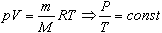 pV = m/M RT ⇒ P/T = const